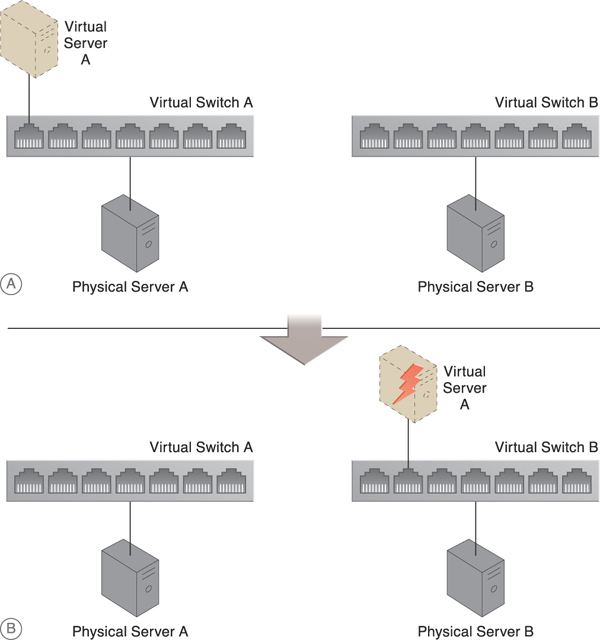 Virtual
Server
A
Virtual Switch A
Virtual Switch B
Physical Server A
Physical Server B
A
Virtual
Server
A
Virtual Switch A
Virtual Switch B
Physical Server A
Physical Server B
B